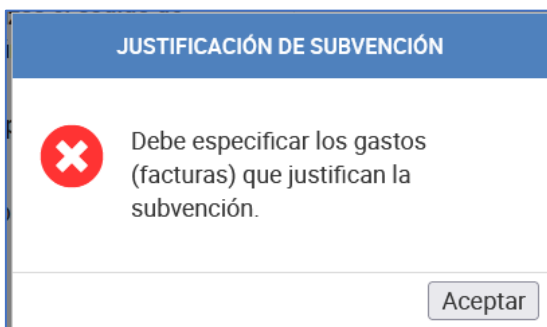 JUSTIFICACIÓN DE SUBVENCIÓN
Debe especificar los gastos
(facturas) que justifican la
subvención.
Aceptar